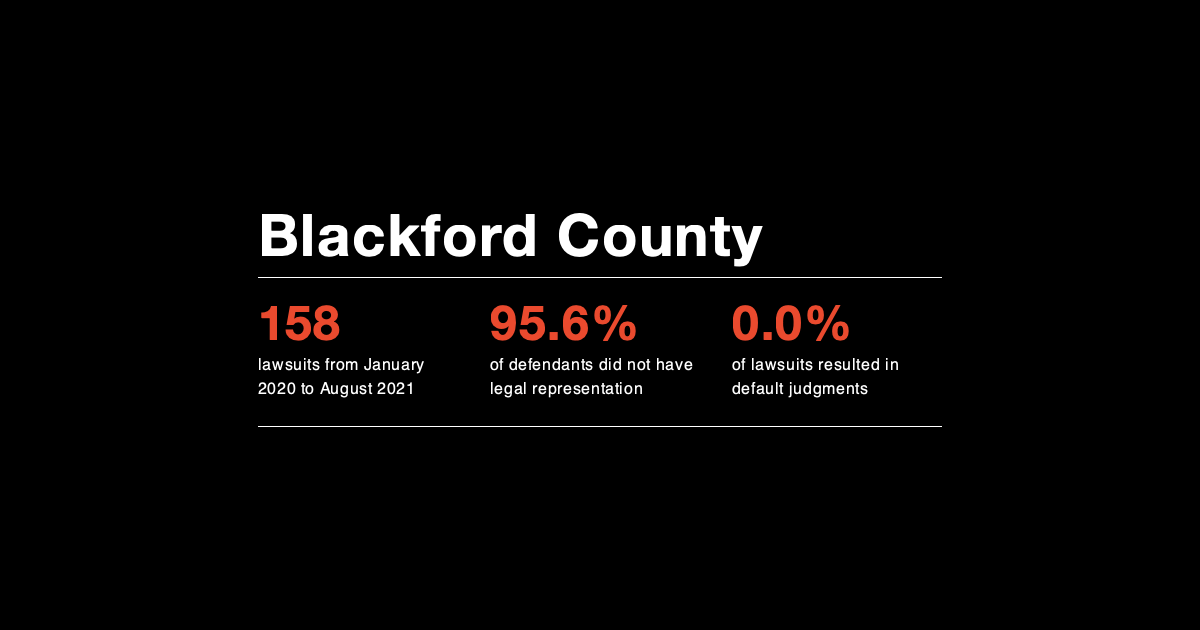 Blackford County
158
lawsuits from January
2020 to August 2021
95.6%
of defendants did not have
legal representation
0.0%
of lawsuits resulted in
default judgments